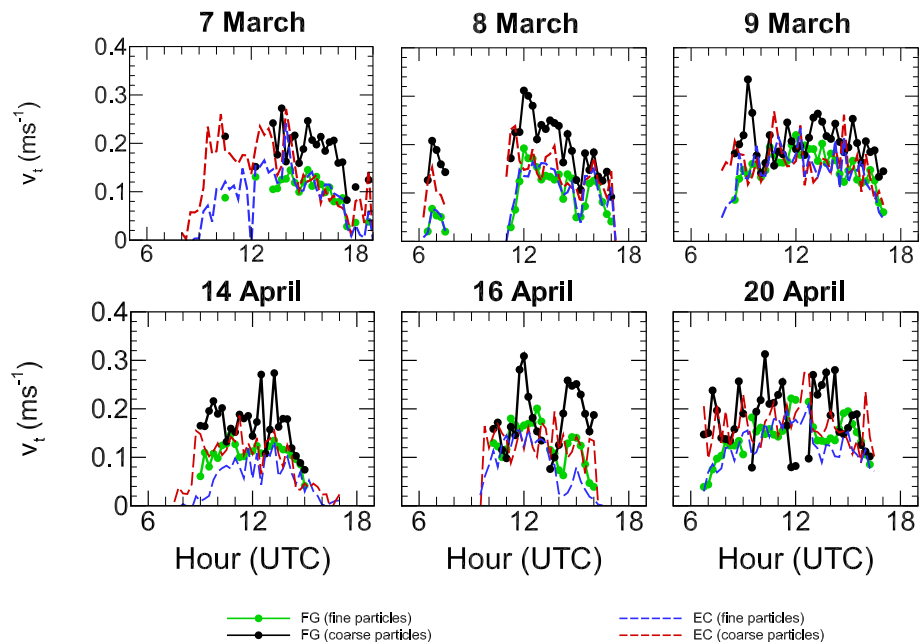 7 March 8 March 9 March
0.4
0.3
0.2
0.1
0
v_t (ms⁻¹)
6 12 18 6 12 18 6 12 18
14 April 16 April 20 April
0.4
0.3
0.2
0.1
0
v_t (ms⁻¹)
6 12 18 6 12 18 6 12 18
Hour (UTC) Hour (UTC) Hour (UTC)
FG (fine particles) EC (fine particles)
FG (coarse particles) EC (coarse particles)